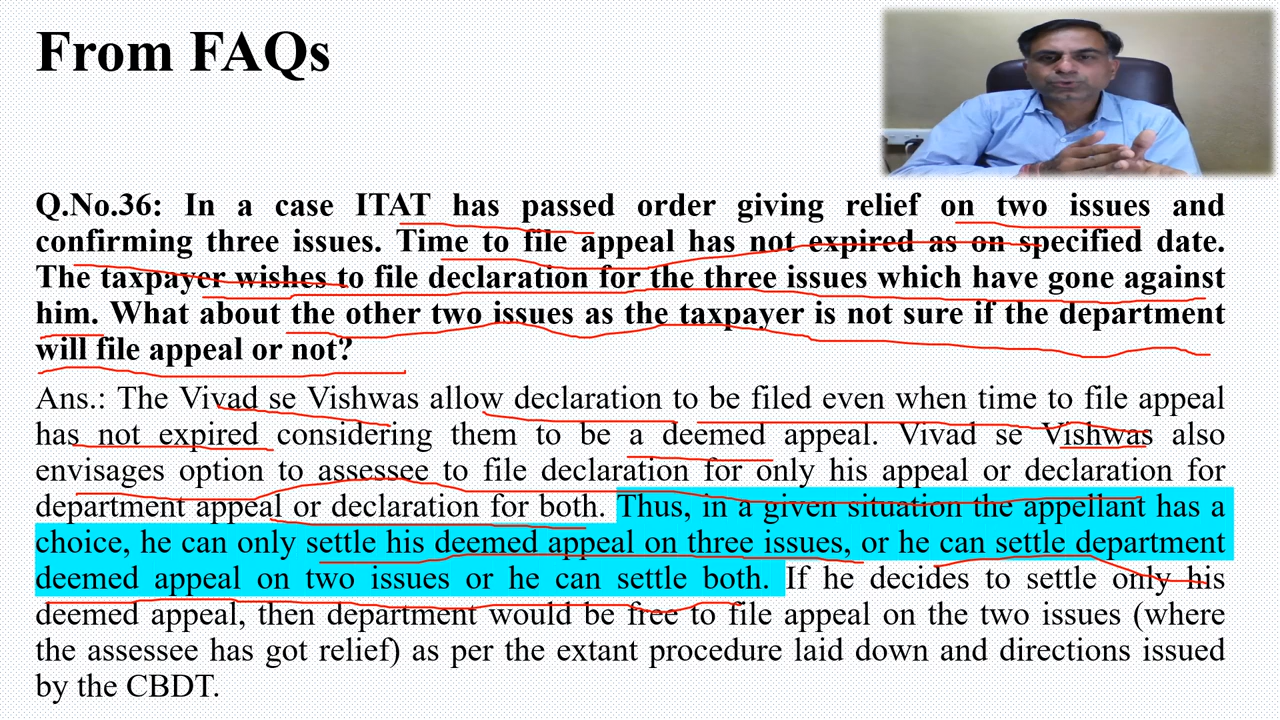 From FAQs
Q.No.36: In a case ITAT has passed order giving relief on two issues and
confirming three issues. Time to file appeal has not expired as on specified date.
The taxpayer wishes to file declaration for the three issues which have gone against
him. What about the other two issues as the taxpayer is not sure if the department
will file appeal or not?
Ans.: The Vivad se Vishwas allow declaration to be filed even when time to file appeal
has not expired considering them to be a deemed appeal. Vivad se Vishwas also
envisages option to assessee to file declaration for only his appeal or declaration for
department appeal or declaration for both. Thus, in a given situation the appellant has a
choice, he can only settle his deemed appeal on three issues, or he can settle department
deemed appeal on two issues or he can settle both. If he decides to settle only his
deemed appeal, then department would be free to file appeal on the two issues (where
the assessee has got relief) as per the extant procedure laid down and directions issued
by the CBDT.